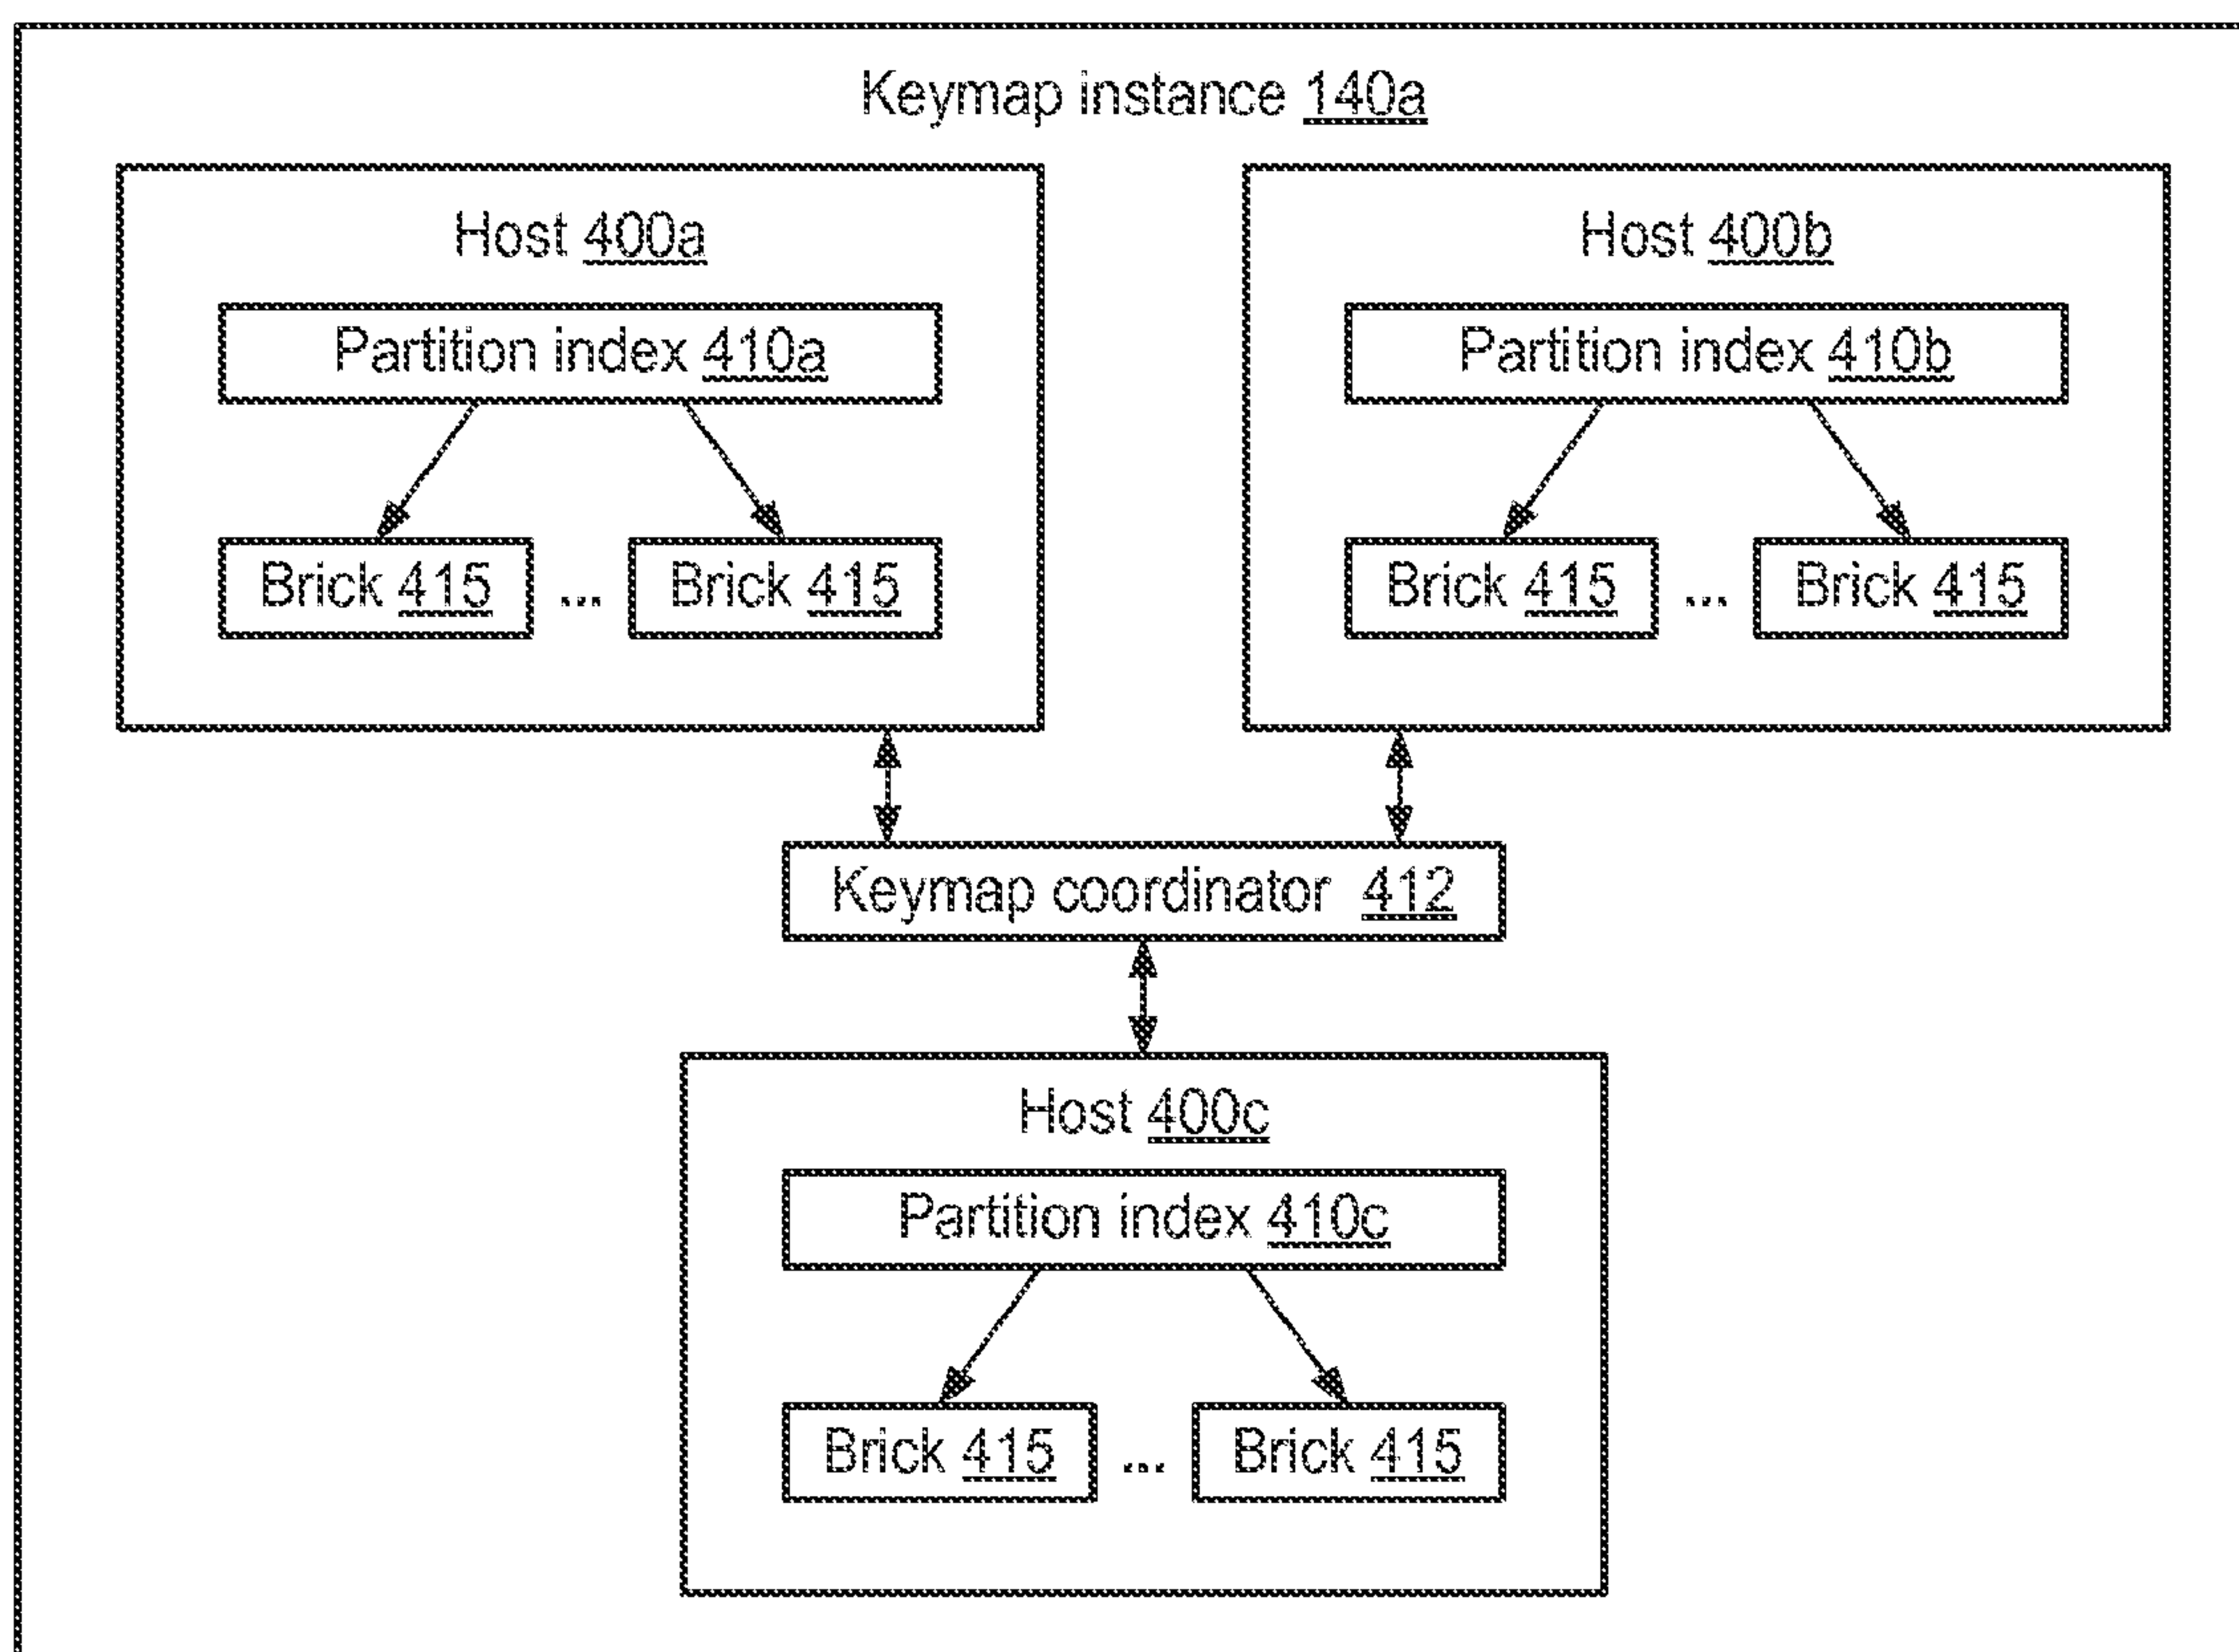 Keymap instance 140a
Host 400a
Host 400b
Partition index 410a
Partition index 410b
Brick 415 ... Brick 415
Brick 415 ... Brick 415
Keymap coordinator 412
Host 400c
Partition index 410c
Brick 415 ... Brick 415